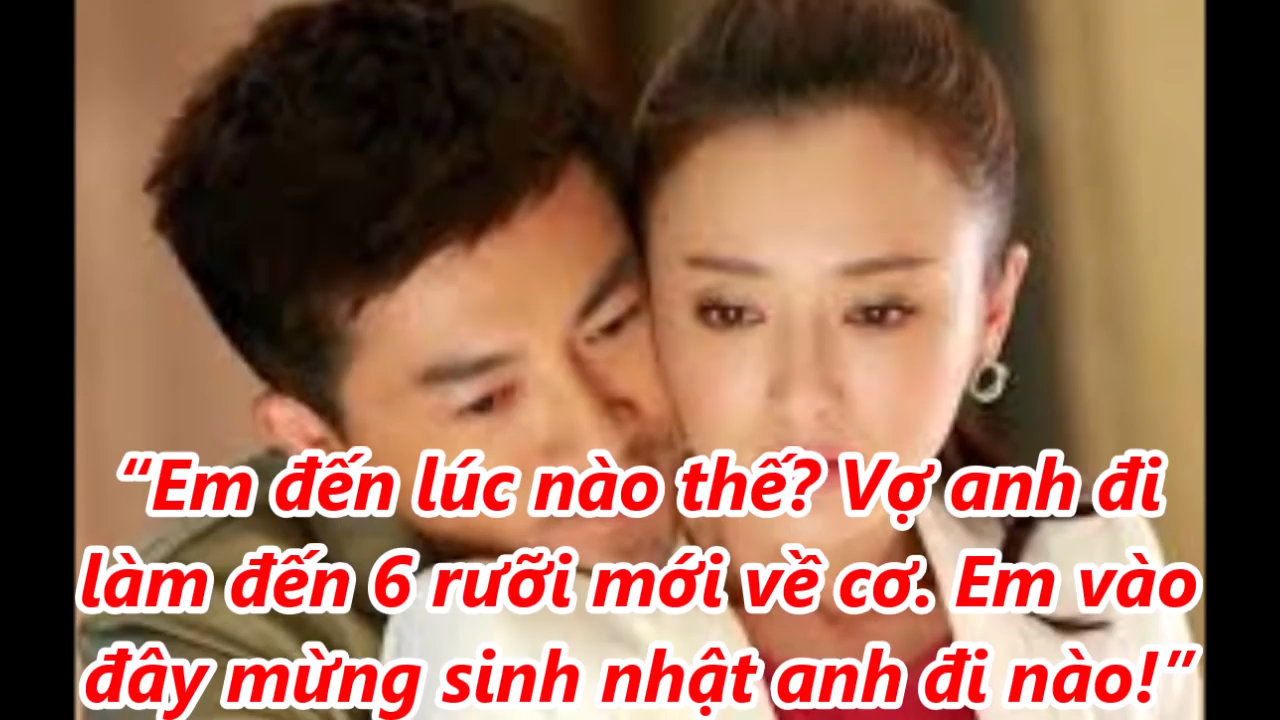 “Em đến lúc nào thế? Vợ anh đi
làm đến 6 rưỡi mới về cơ. Em vào
đây mừng sinh nhật anh đi nào!”